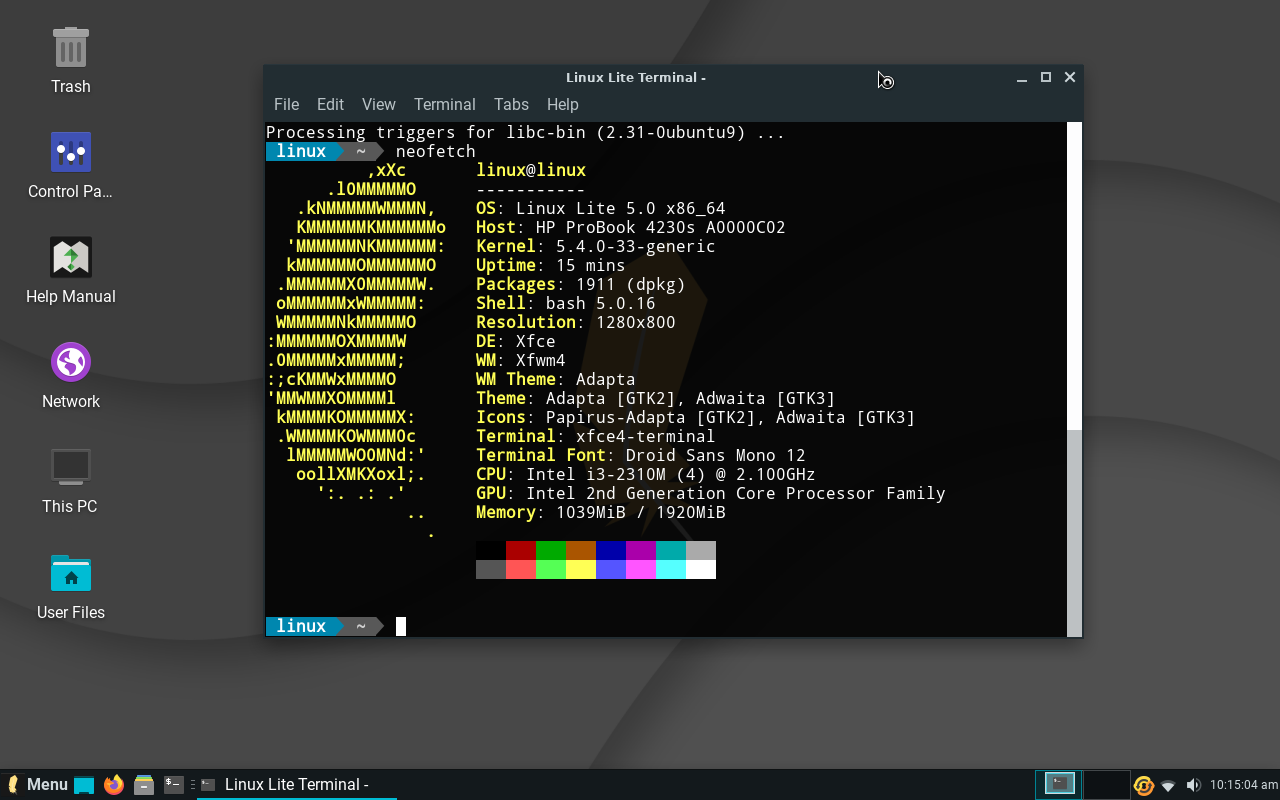 Trash
Control Pa...
Help Manual
Network
This PC
User Files
Linux Lite Terminal -
File Edit View Terminal Tabs Help
Processing triggers for libc-bin (2.31-0ubuntu9) ...
linux ~ neofetch
,xXc linux@linux
.l0MMMMMO -----------
.kNMMMMMWMMMN, OS: Linux Lite 5.0 x86_64
KMMMMMMKMMMMMMo Host: HP ProBook 4230s A0000C02
'MMMMMMNKMMMMMM: Kernel: 5.4.0-33-generic
kMMMMMMOMMMMMMO Uptime: 15 mins
.MMMMMMX0MMMMMW. Packages: 1911 (dpkg)
oMMMMMMxWMMMMM: Shell: bash 5.0.16
WMMMMMNkMMMMMO Resolution: 1280x800
:MMMMMMOXMMMMW DE: Xfce
.0MMMMMxMMMMM; WM: Xfwm4
:;cKMMWxMMMMO WM Theme: Adapta
'MMWMMXOMMMMl Theme: Adapta [GTK2], Adwaita [GTK3]
kMMMMKOMMMMMX: Icons: Papirus-Adapta [GTK2], Adwaita [GTK3]
.WMMMMKOWMMM0c Terminal: xfce4-terminal
lMMMMMWO0MNd:' Terminal Font: Droid Sans Mono 12
oollXMKXoxl;. CPU: Intel i3-2310M (4) @ 2.100GHz
':. .: .' GPU: Intel 2nd Generation Core Processor Family
.. Memory: 1039MiB / 1920MiB
.
linux ~
Menu Linux Lite Terminal - 10:15:04 am